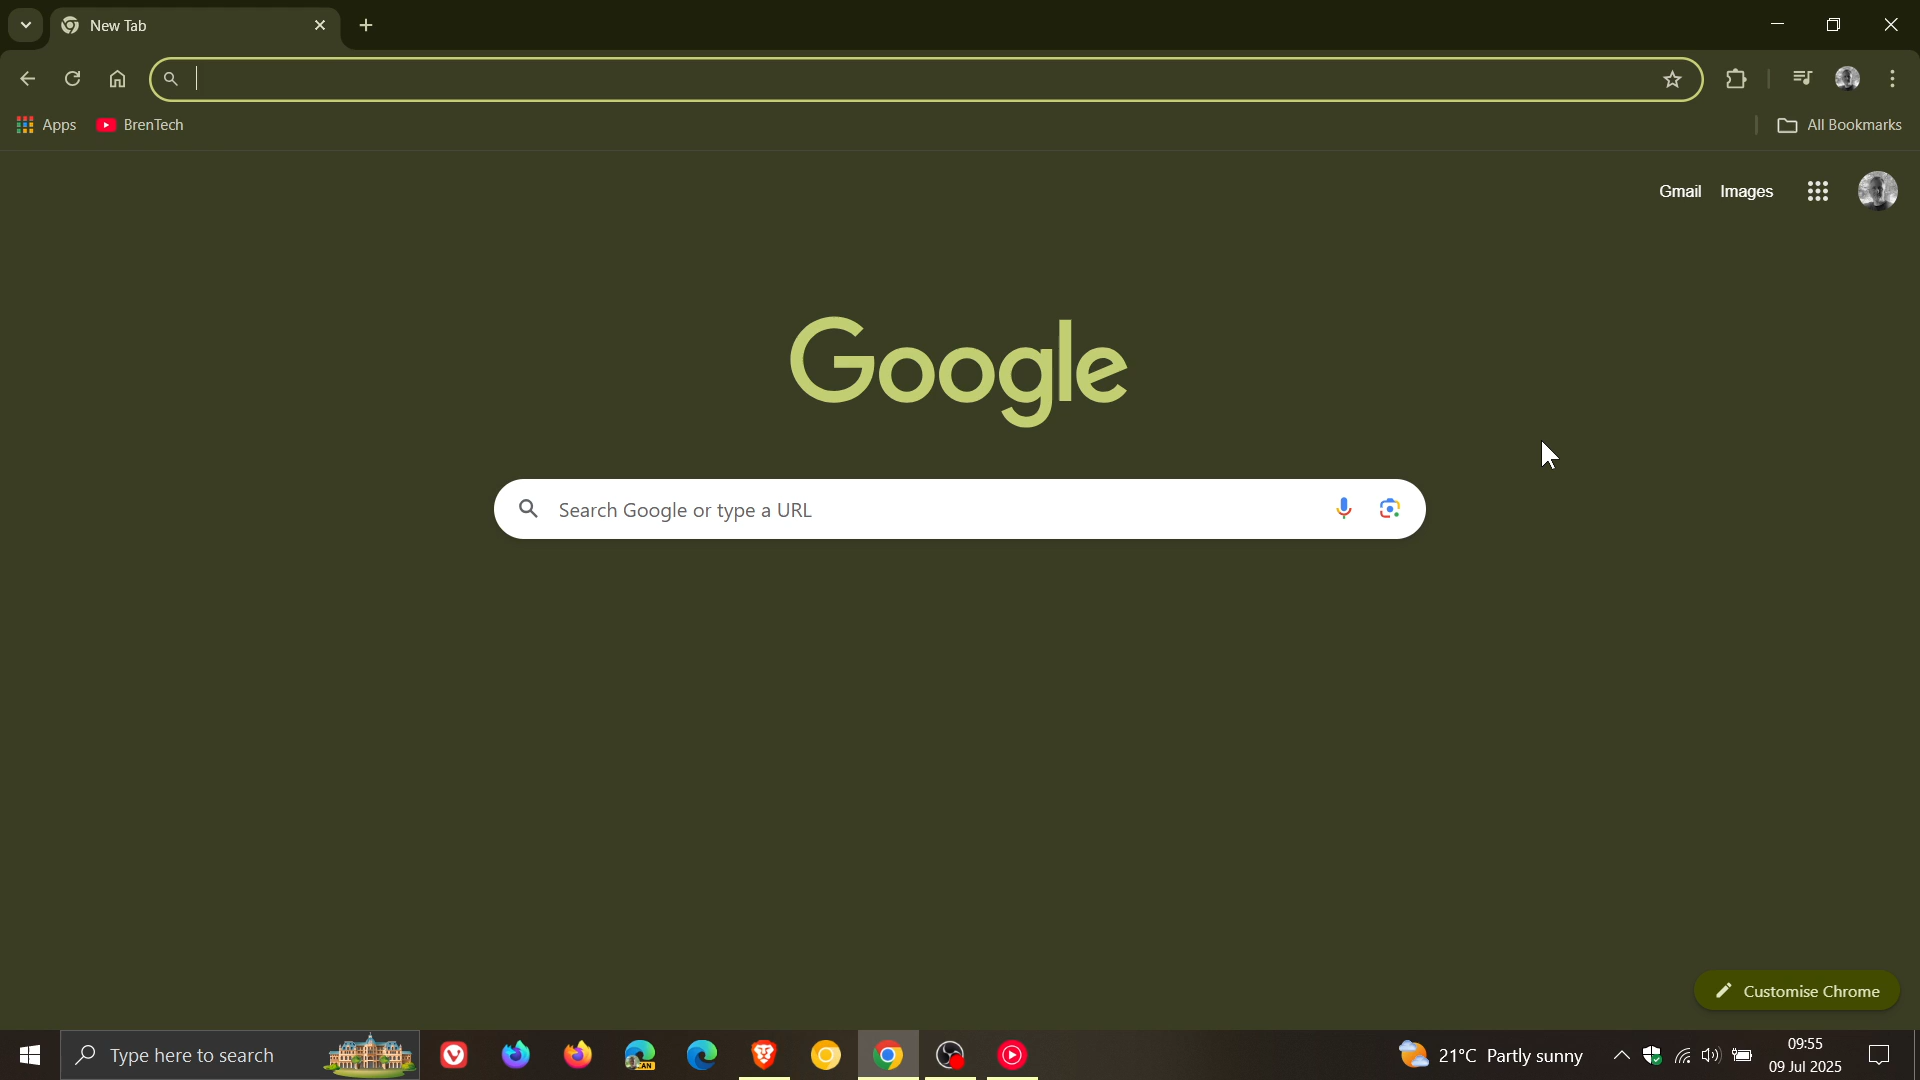 New Tab
Apps
BrenTech
All Bookmarks
Gmail
Images
Google
Search Google or type a URL
Customise Chrome
Type here to search
CAN
21°C Partly sunny
09:55
09 Jul 2025